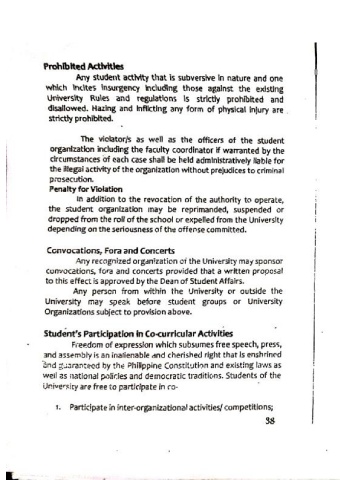 Prohibited Activities
Any student activity that is subversive in nature and one
which incites insurgency including those against the existing
University Rules and regulations is strictly prohibited and
disallowed. Hazing and inflicting any form of physical injury are
strictly prohibited.
The violator/s as well as the officers of the student
organization including the faculty coordinator if warranted by the
circumstances of each case shall be held administratively liable for
the illegal activity of the organization without prejudices to criminal
prosecution.
Penalty for Violation
In addition to the revocation of the authority to operate,
the student organization may be reprimanded, suspended or
dropped from the roll of the school or expelled from the University
depending on the seriousness of the offense committed.
Convocations, Fora and Concerts
Any recognized organization of the University may sponsor
convocations, fora and concerts provided that a written proposal
to this effect is approved by the Dean of Student Affairs.
Any person from within the University or outside the
University may speak before student groups or University
Organizations subject to provision above.
Student's Participation in Co-curricular Activities
Freedom of expression which subsumes free speech, press,
and assembly is an inalienable and cherished right that is enshrined
and guaranteed by the Philippine Constitution and existing laws as
well as national policies and democratic traditions. Students of the
University are free to participate in co-
1. Participate in inter-organizational activities/ competitions;
38